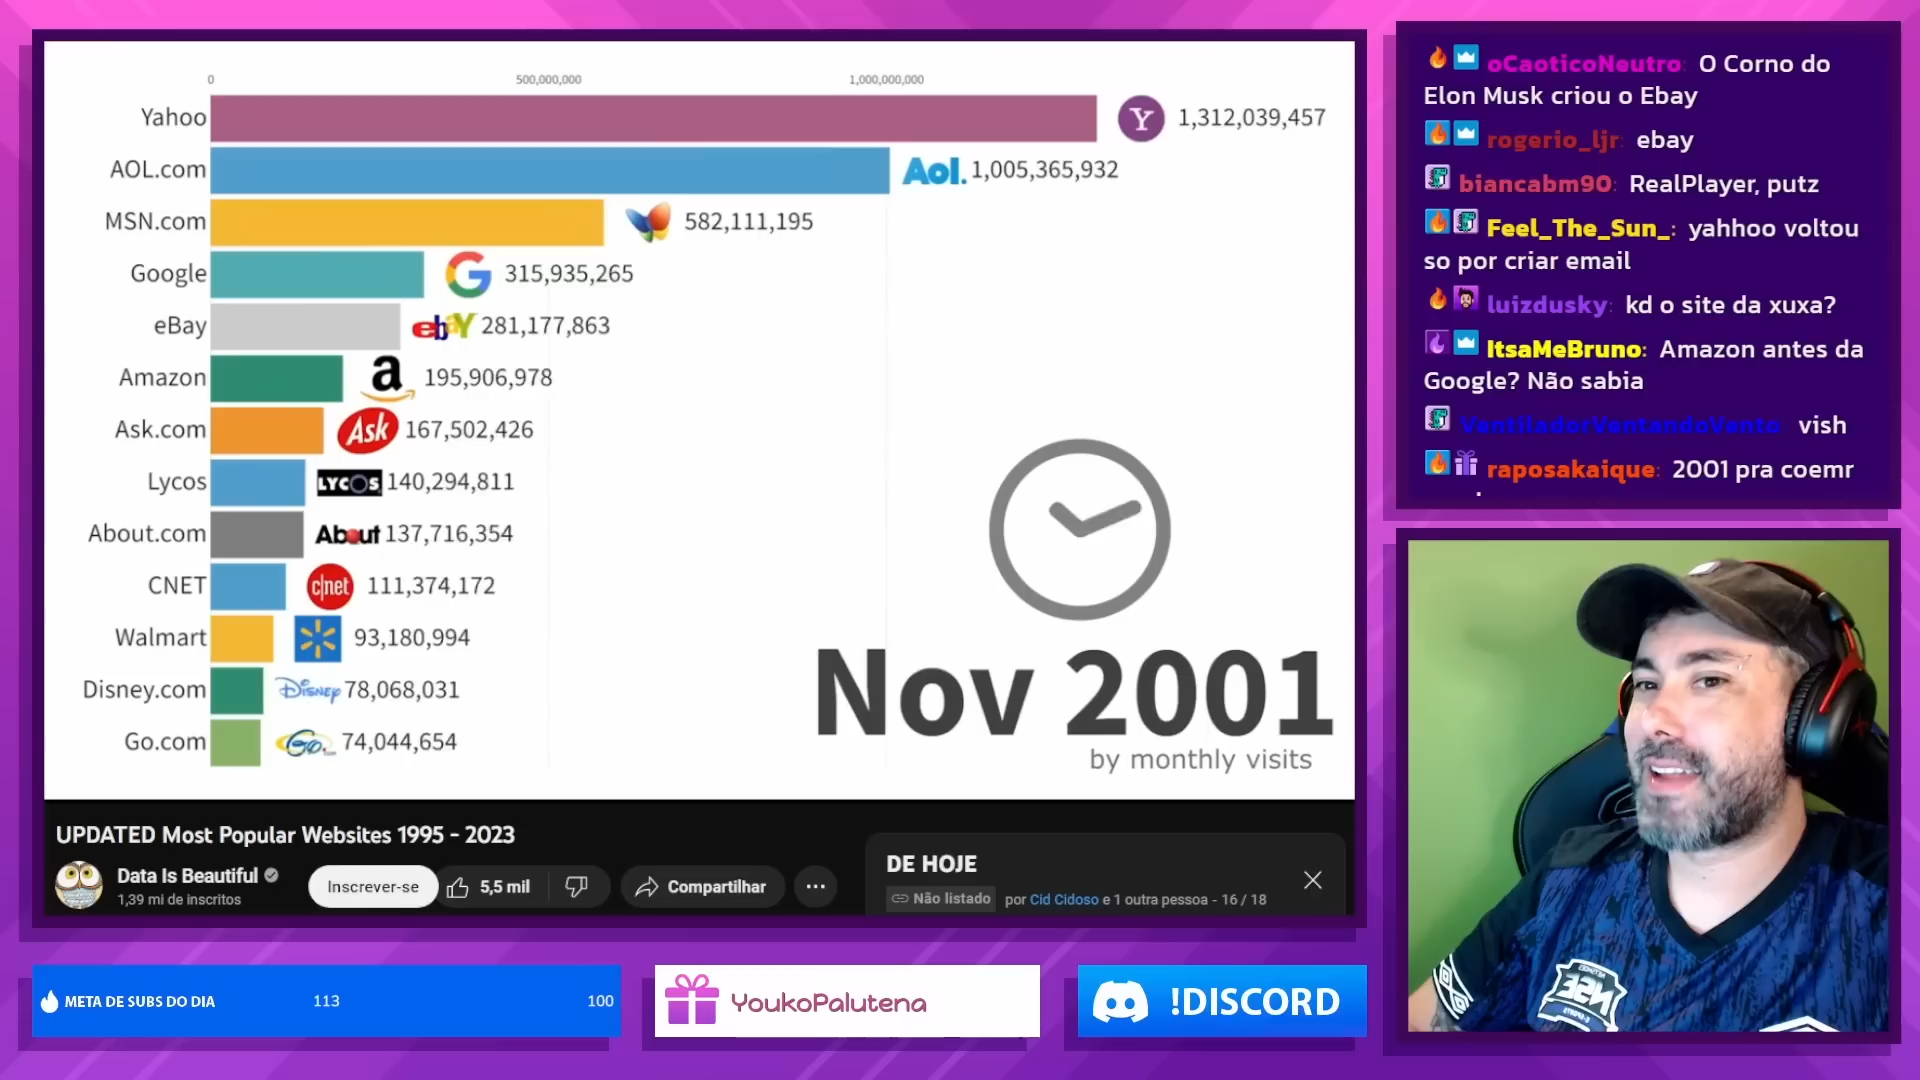 0 500,000,000 1,000,000,000
Yahoo Y 1,312,039,457
AOL.com Aol. 1,005,365,932
MSN.com 582,111,195
Google G 315,935,265
eBay ebaY 281,177,863
Amazon a 195,906,978
Ask.com Ask 167,502,426
Lycos LYCOS 140,294,811
About.com About 137,716,354
CNET c|net 111,374,172
Walmart 93,180,994
Disney.com Disney 78,068,031
Go.com Go. 74,044,654
Nov 2001
by monthly visits
UPDATED Most Popular Websites 1995 - 2023
Data Is Beautiful
1,39 mi de inscritos
Inscrever-se
5,5 mil
Compartilhar
DE HOJE
Não listado por Cid Cidoso e 1 outra pessoa - 16 / 18
META DE SUBS DO DIA 113 100
YoukoPalutena
!DISCORD
oCaoticoNeutro: O Corno do
Elon Musk criou o Ebay
rogerio_ljr: ebay
biancabm90: RealPlayer, putz
Feel_The_Sun_: yahhoo voltou
so por criar email
luizdusky: kd o site da xuxa?
ItsaMeBruno: Amazon antes da
Google? Não sabia
VentiladorVentandoVento vish
raposakaique: 2001 pra coemr
NSE